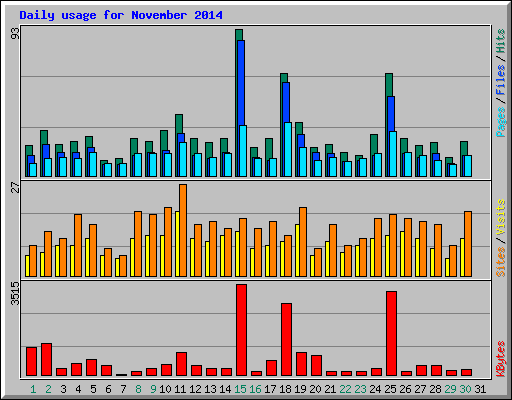 Daily usage for November 2014
93
Pages / Files / Hits
27
Sites / Visits
3515
KBytes
1 2 3 4 5 6 7 8 9 10 11 12 13 14 15 16 17 18 19 20 21 22 23 24 25 26 27 28 29 30 31